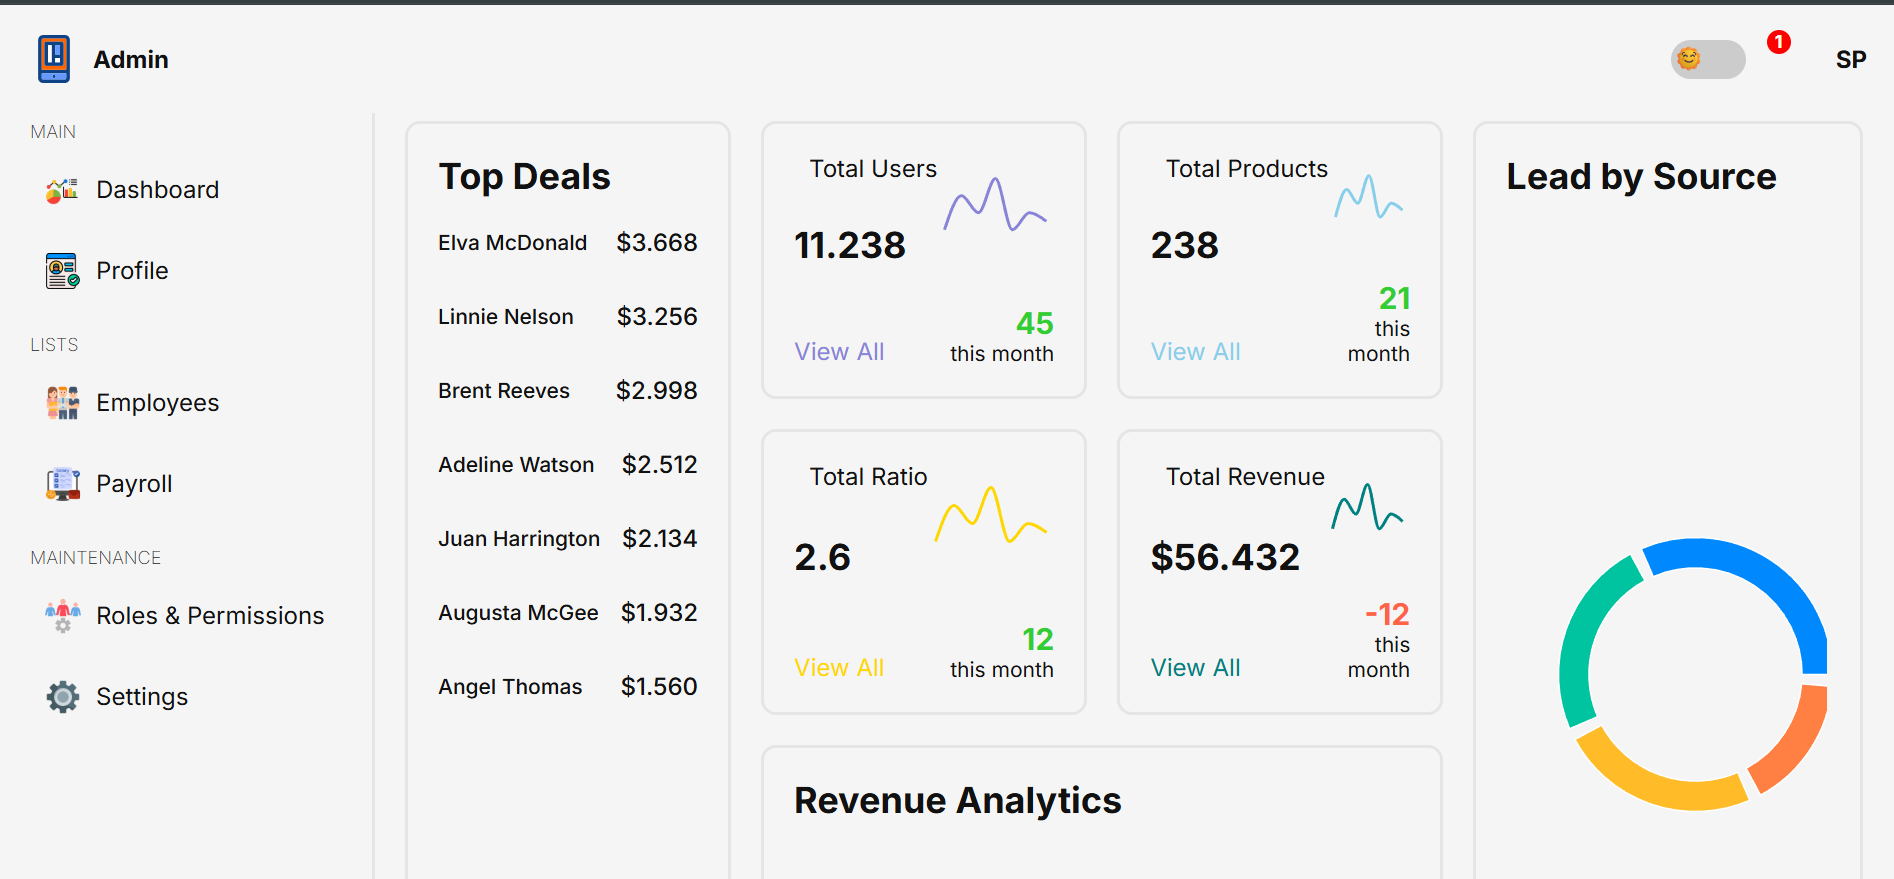 Admin
1
SP
MAIN
Dashboard
Profile
LISTS
Employees
Payroll
MAINTENANCE
Roles & Permissions
Settings
Top Deals
Elva McDonald $3.668
Linnie Nelson $3.256
Brent Reeves $2.998
Adeline Watson $2.512
Juan Harrington $2.134
Augusta McGee $1.932
Angel Thomas $1.560
Total Users
11.238
View All
45
this month
Total Products
238
View All
21
this
month
Total Ratio
2.6
View All
12
this month
Total Revenue
$56.432
View All
-12
this
month
Revenue Analytics
Lead by Source